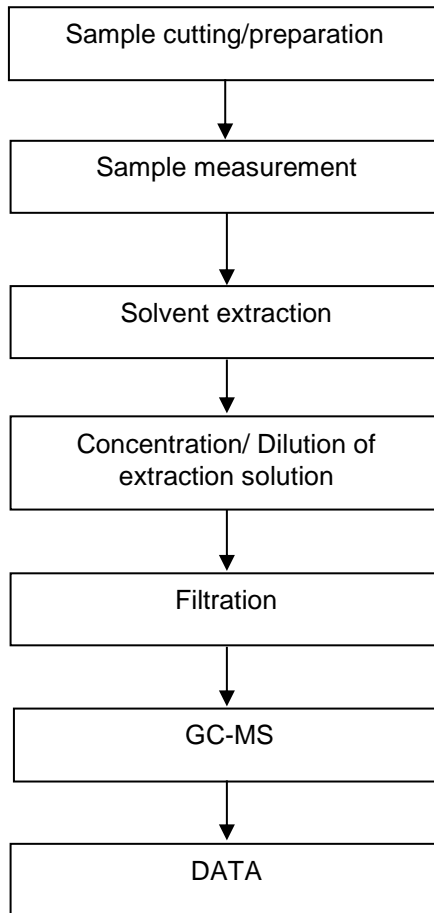 Sample cutting/preparation
Sample measurement
Solvent extraction
Concentration/ Dilution of
extraction solution
Filtration
GC-MS
DATA